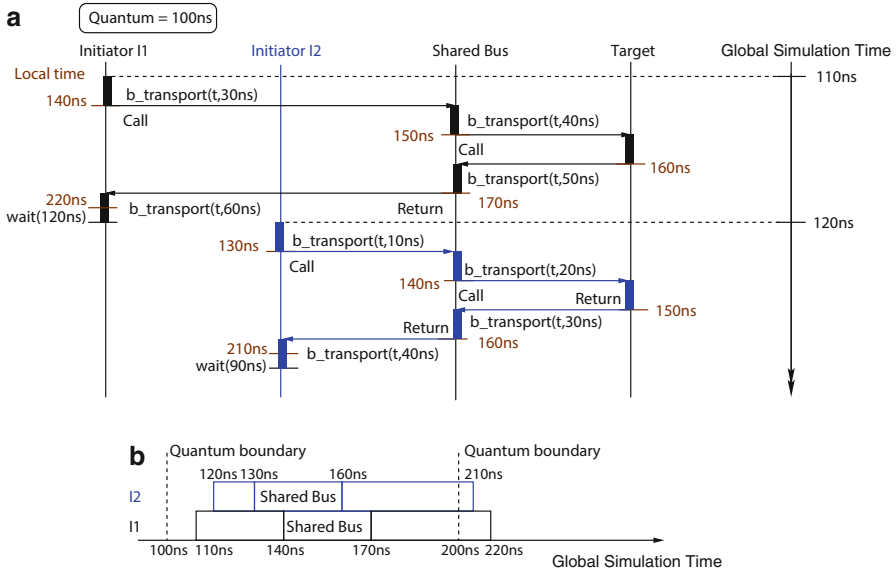 a
Quantum = 100ns
Initiator I1
Initiator I2
Shared Bus
Target
Global Simulation Time
Local time
110ns
140ns
b_transport(t,30ns)
Call
150ns
b_transport(t,40ns)
Call
160ns
b_transport(t,50ns)
170ns
220ns
b_transport(t,60ns)
Return
wait(120ns)
120ns
130ns
b_transport(t,10ns)
Call
140ns
b_transport(t,20ns)
Call
Return
150ns
b_transport(t,30ns)
Return
160ns
210ns
b_transport(t,40ns)
wait(90ns)
b
Quantum boundary
Quantum boundary
120ns 130ns 160ns 210ns
I2
Shared Bus
I1
Shared Bus
100ns 110ns 140ns 170ns 200ns 220ns
Global Simulation Time